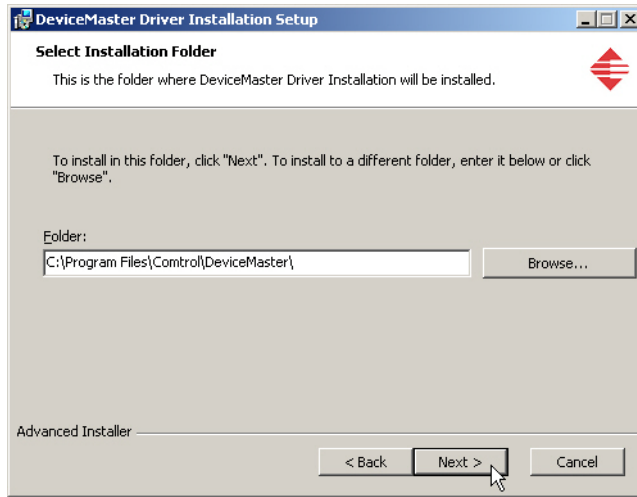 DeviceMaster Driver Installation Setup
Select Installation Folder
This is the folder where DeviceMaster Driver Installation will be installed.
To install in this folder, click "Next". To install to a different folder, enter it below or click
"Browse".
Folder:
C:\Program Files\Comtrol\DeviceMaster\
Browse...
Advanced Installer
< Back
Next >
Cancel